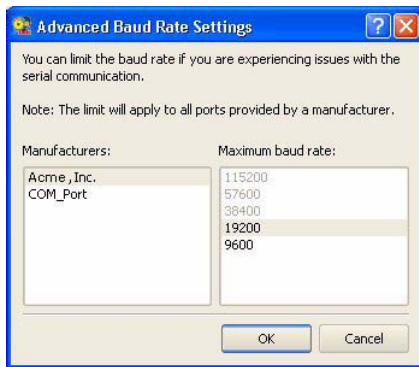 Advanced Baud Rate Settings
You can limit the baud rate if you are experiencing issues with the
serial communication.
Note: The limit will apply to all ports provided by a manufacturer.
Manufacturers:
Acme,Inc.
COM_Port
Maximum baud rate:
115200
57600
38400
19200
9600
OK
Cancel